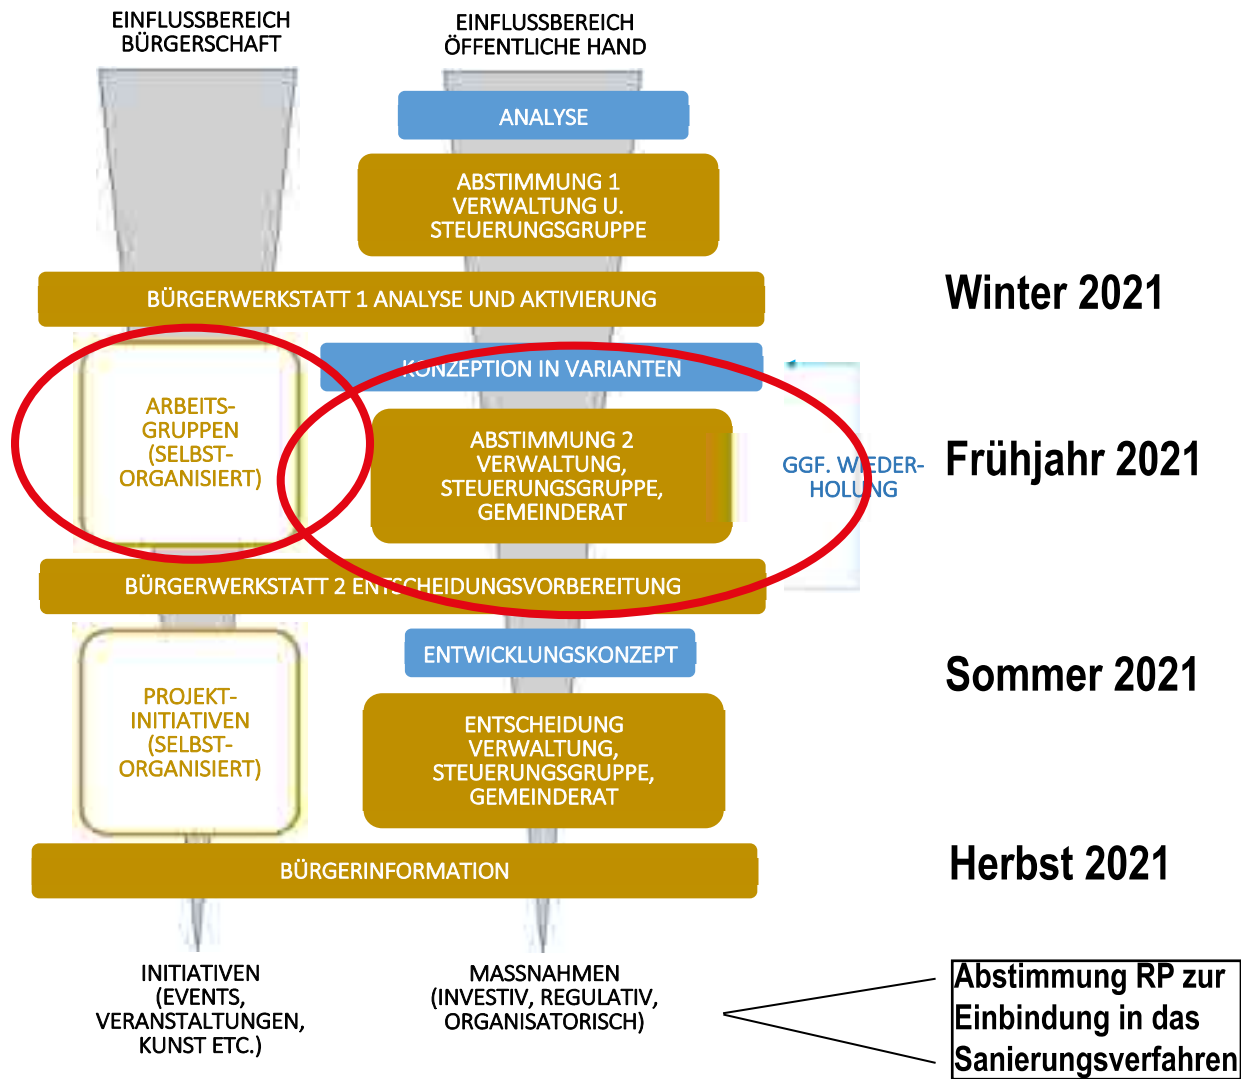 EINFLUSSBEREICH
BÜRGERSCHAFT
EINFLUSSBEREICH
ÖFFENTLICHE HAND
ANALYSE
ABSTIMMUNG 1
VERWALTUNG U.
STEUERUNGSGRUPPE
BÜRGERWERKSTATT 1 ANALYSE UND AKTIVIERUNG
Winter 2021
KONZEPTION IN VARIANTEN
ARBEITS-
GRUPPEN
(SELBST-
ORGANISIERT)
ABSTIMMUNG 2
VERWALTUNG,
STEUERUNGSGRUPPE,
GEMEINDERAT
GGF. WIEDER-
HOLUNG
Frühjahr 2021
BÜRGERWERKSTATT 2 ENTSCHEIDUNGSVORBEREITUNG
ENTWICKLUNGSKONZEPT
Sommer 2021
PROJEKT-
INITIATIVEN
(SELBST-
ORGANISIERT)
ENTSCHEIDUNG
VERWALTUNG,
STEUERUNGSGRUPPE,
GEMEINDERAT
BÜRGERINFORMATION
Herbst 2021
INITIATIVEN
(EVENTS,
VERANSTALTUNGEN,
KUNST ETC.)
MASSNAHMEN
(INVESTIV, REGULATIV,
ORGANISATORISCH)
Abstimmung RP zur
Einbindung in das
Sanierungsverfahren